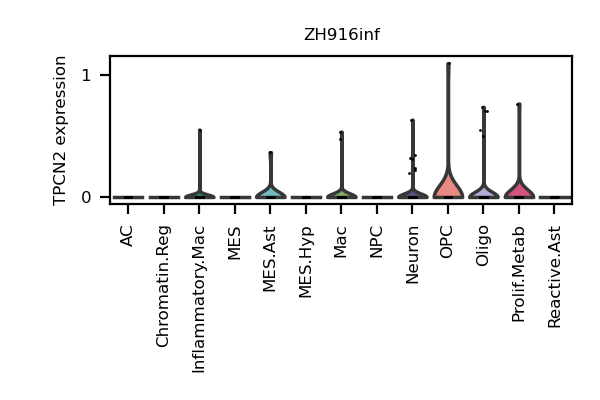 ZH916inf
TPCN2 expression
1
0
AC
Chromatin.Reg
Inflammatory.Mac
MES
MES.Ast
MES.Hyp
Mac
NPC
Neuron
OPC
Oligo
Prolif.Metab
Reactive.Ast